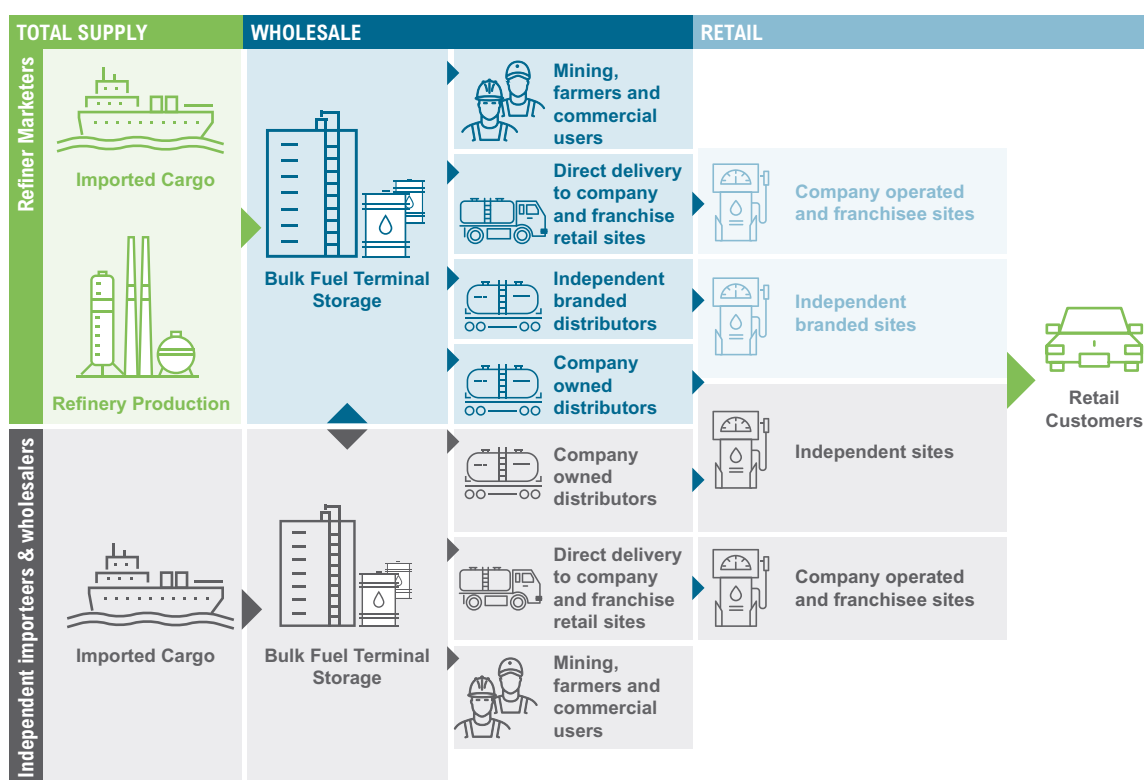 TOTAL SUPPLY
WHOLESALE
RETAIL
Refiner Marketers
Imported Cargo
Refinery Production
Bulk Fuel Terminal
Storage
Mining,
farmers and
commercial
users
Direct delivery
to company
and franchise
retail sites
Independent
branded
distributors
Company
owned
distributors
Company operated
and franchisee sites
Independent
branded sites
Independent sites
Retail
Customers
Independent importeers & wholesalers
Imported Cargo
Bulk Fuel Terminal
Storage
Company
owned
distributors
Direct delivery
to company
and franchise
retail sites
Mining,
farmers and
commercial
users
Company operated
and franchisee sites